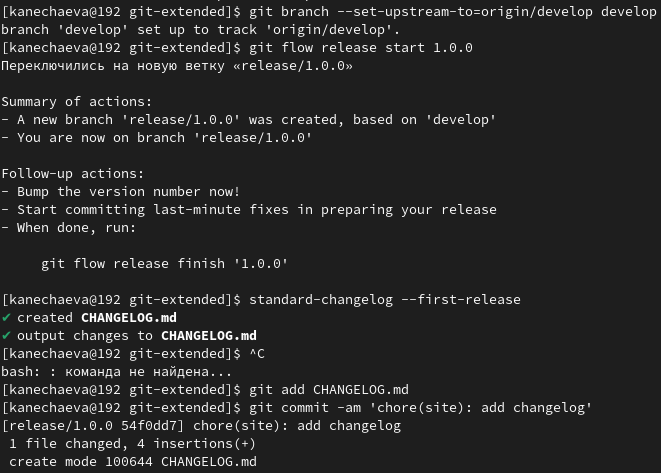 [kanechaeva@192 git-extended]$ git branch --set-upstream-to=origin/develop develop
branch 'develop' set up to track 'origin/develop'.
[kanechaeva@192 git-extended]$ git flow release start 1.0.0
Переключились на новую ветку «release/1.0.0»

Summary of actions:
- A new branch 'release/1.0.0' was created, based on 'develop'
- You are now on branch 'release/1.0.0'

Follow-up actions:
- Bump the version number now!
- Start committing last-minute fixes in preparing your release
- When done, run:

     git flow release finish '1.0.0'

[kanechaeva@192 git-extended]$ standard-changelog --first-release
✔ created CHANGELOG.md
✔ output changes to CHANGELOG.md
[kanechaeva@192 git-extended]$ ^C
bash: : команда не найдена...
[kanechaeva@192 git-extended]$ git add CHANGELOG.md
[kanechaeva@192 git-extended]$ git commit -am 'chore(site): add changelog'
[release/1.0.0 54f0dd7] chore(site): add changelog
 1 file changed, 4 insertions(+)
 create mode 100644 CHANGELOG.md